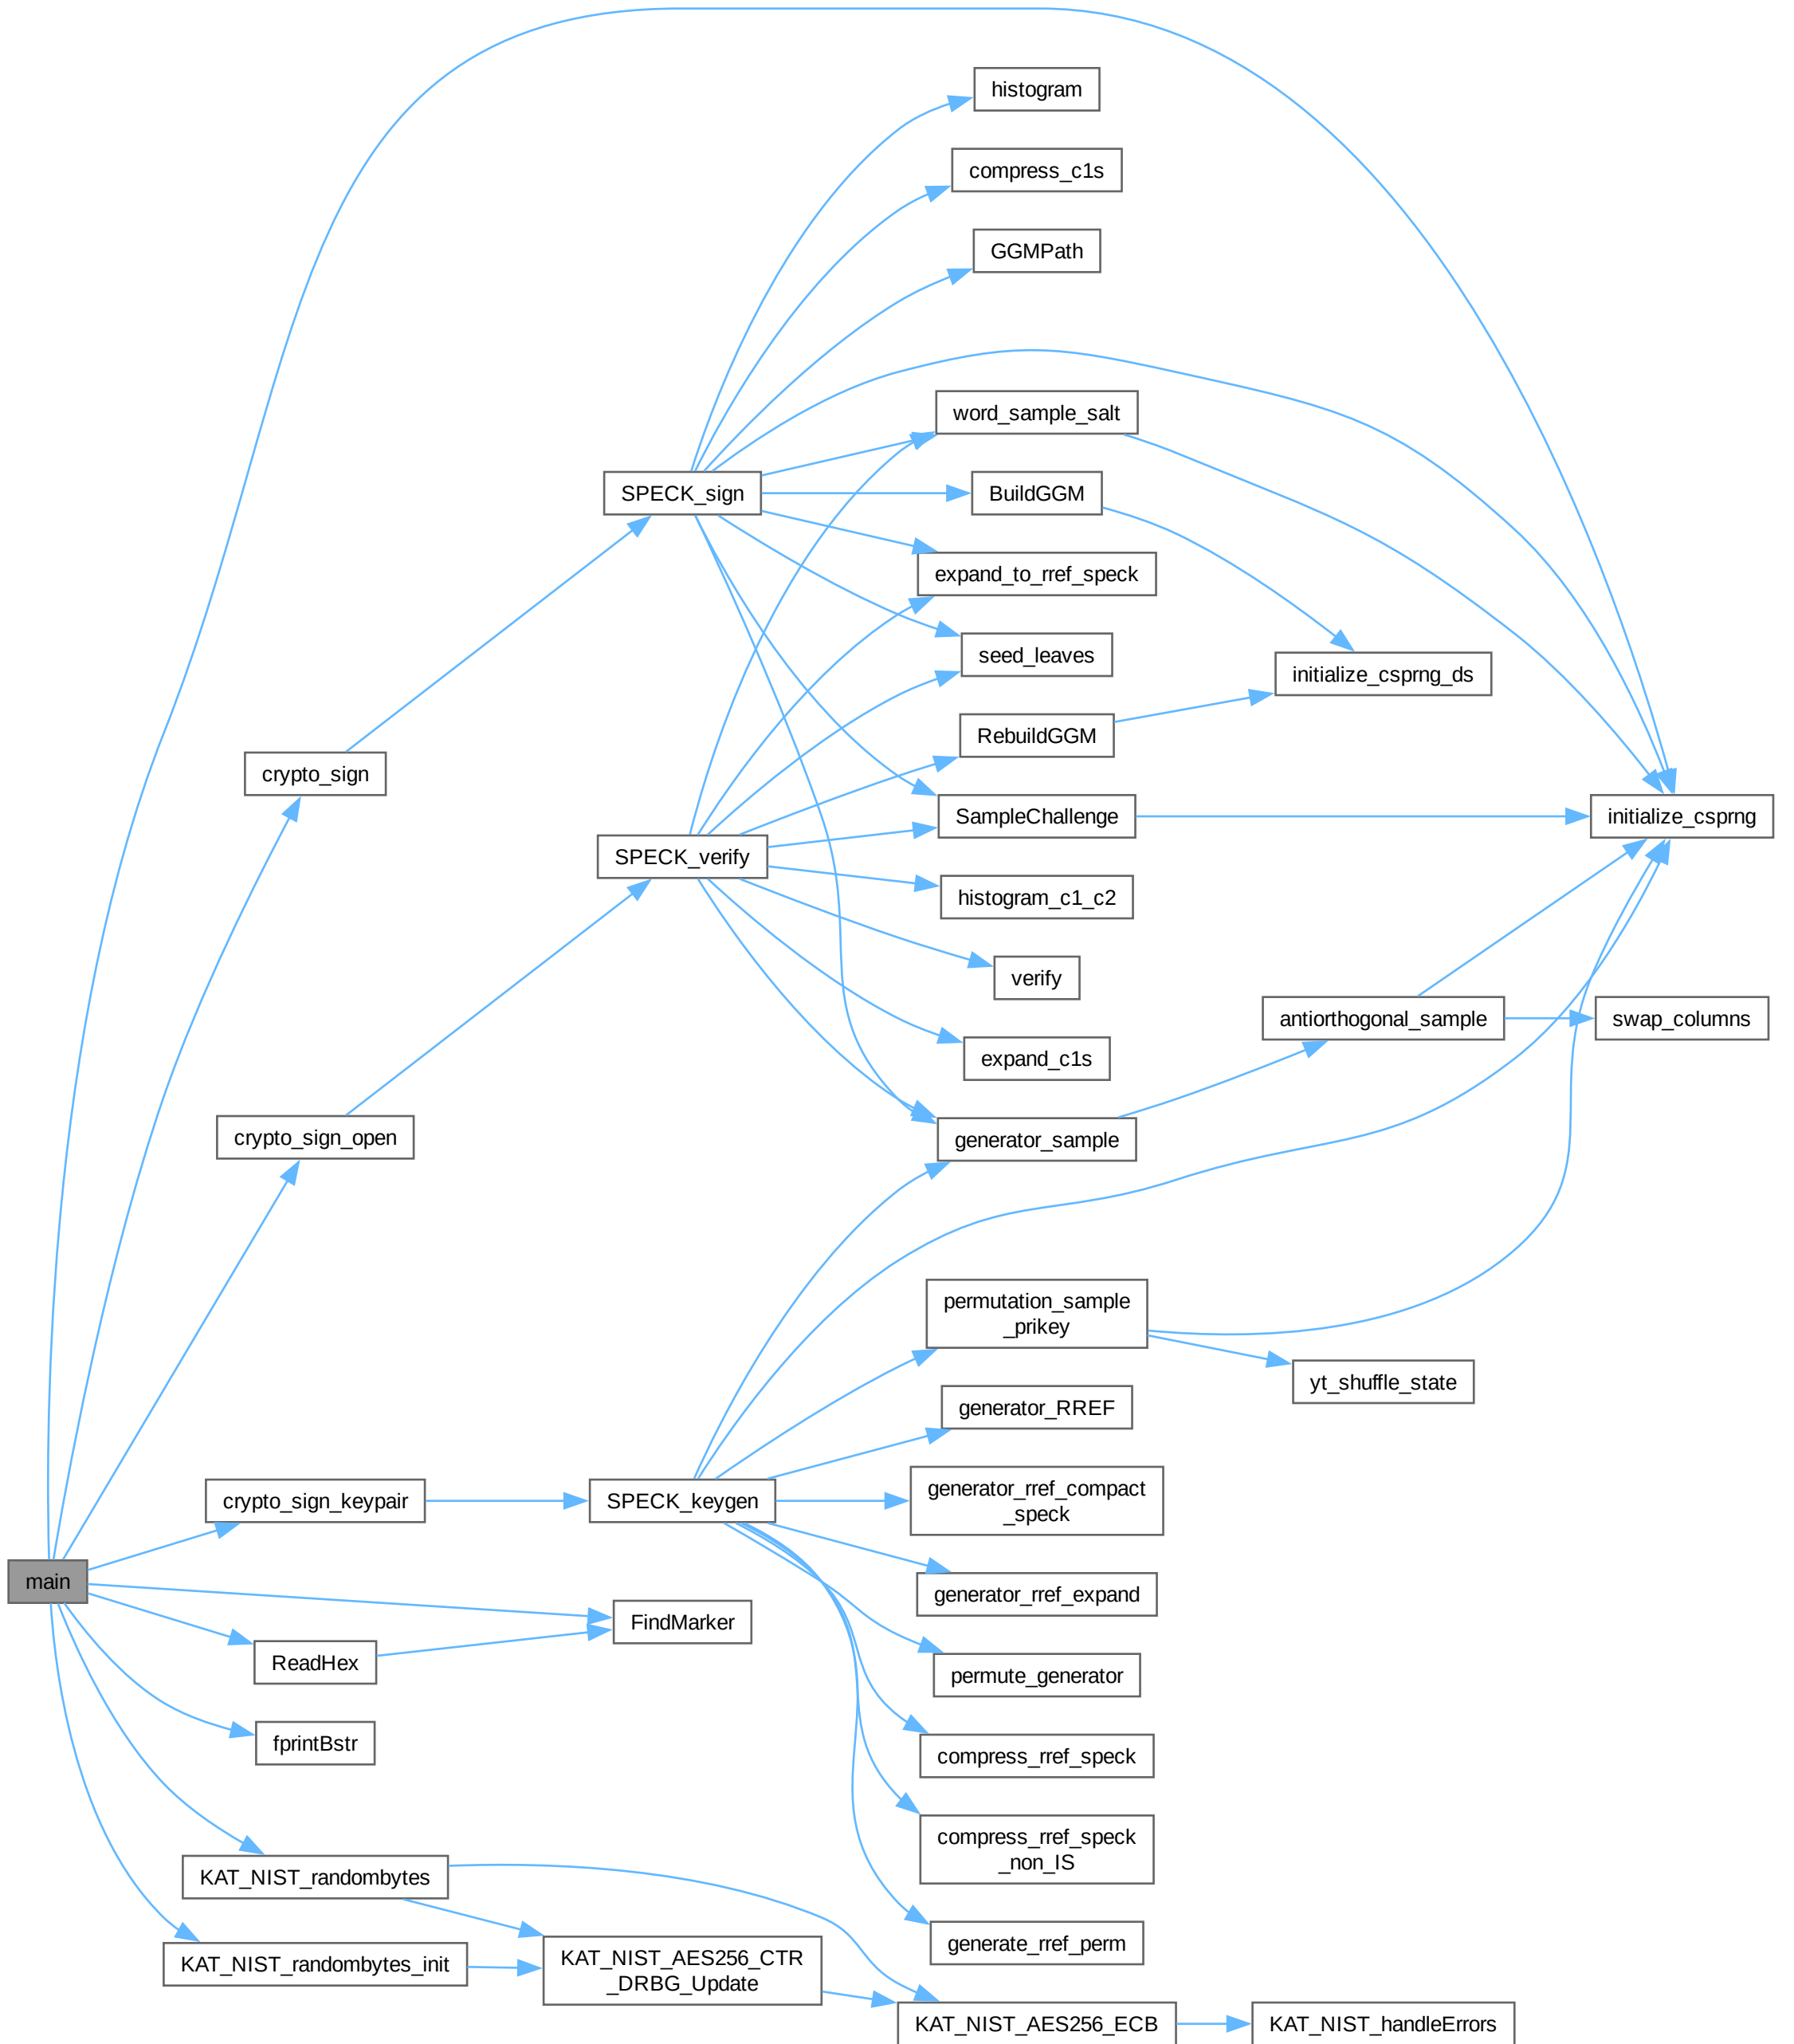 histogram
compress_c1s
GGMPath
word_sample_salt
SPECK_sign
BuildGGM
expand_to_rref_speck
seed_leaves
initialize_csprng_ds
RebuildGGM
crypto_sign
SampleChallenge
initialize_csprng
SPECK_verify
histogram_c1_c2
verify
antiorthogonal_sample
swap_columns
expand_c1s
crypto_sign_open
generator_sample
permutation_sample
_prikey
yt_shuffle_state
generator_RREF
crypto_sign_keypair
SPECK_keygen
generator_rref_compact
_speck
main
generator_rref_expand
FindMarker
ReadHex
permute_generator
fprintBstr
compress_rref_speck
compress_rref_speck
_non_IS
KAT_NIST_randombytes
generate_rref_perm
KAT_NIST_randombytes_init
KAT_NIST_AES256_CTR
_DRBG_Update
KAT_NIST_AES256_ECB
KAT_NIST_handleErrors